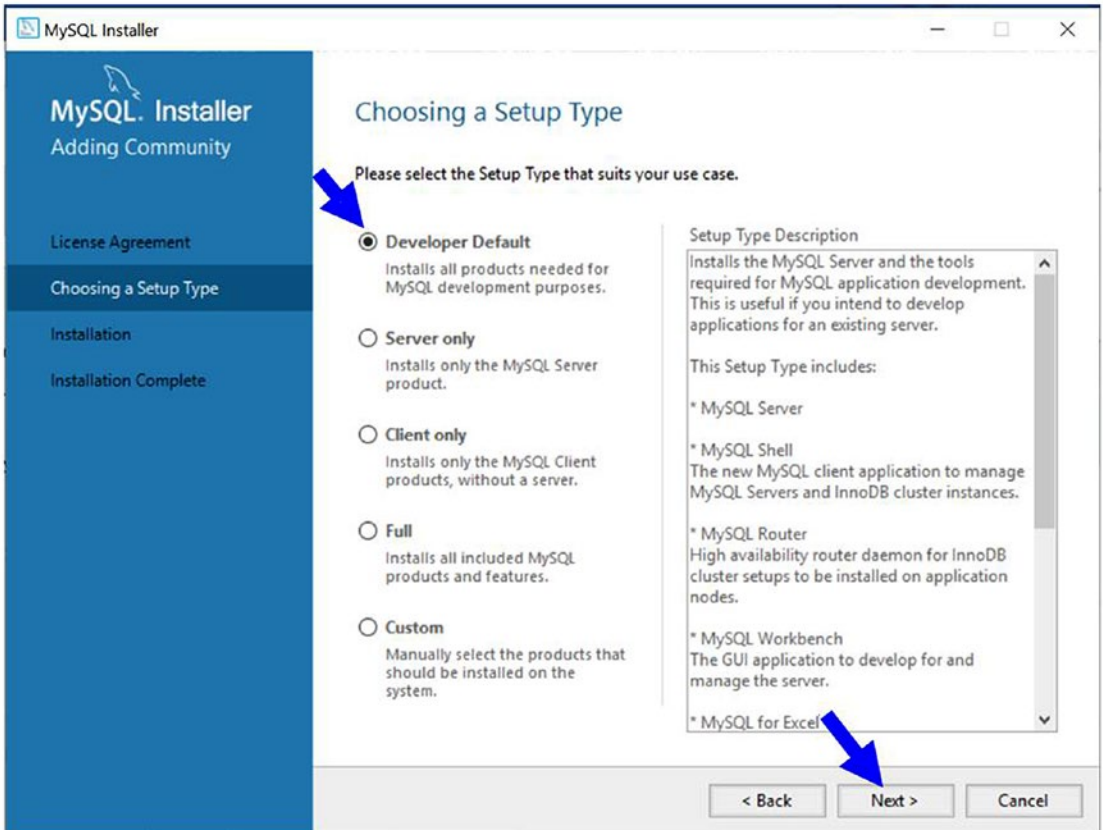 MySQL Installer
MySQL. Installer
Adding Community
License Agreement
Choosing a Setup Type
Installation
Installation Complete
Choosing a Setup Type
Please select the Setup Type that suits your use case.
Developer Default
Installs all products needed for
MySQL development purposes.
Server only
Installs only the MySQL Server
product.
Client only
Installs only the MySQL Client
products, without a server.
Full
Installs all included MySQL
products and features.
Custom
Manually select the products that
should be installed on the
system.
Setup Type Description
Installs the MySQL Server and the tools
required for MySQL application development.
This is useful if you intend to develop
applications for an existing server.
This Setup Type includes:
* MySQL Server
* MySQL Shell
The new MySQL client application to manage
MySQL Servers and InnoDB cluster instances.
* MySQL Router
High availability router daemon for InnoDB
cluster setups to be installed on application
nodes.
* MySQL Workbench
The GUI application to develop for and
manage the server.
* MySQL for Excel
< Back
Next >
Cancel